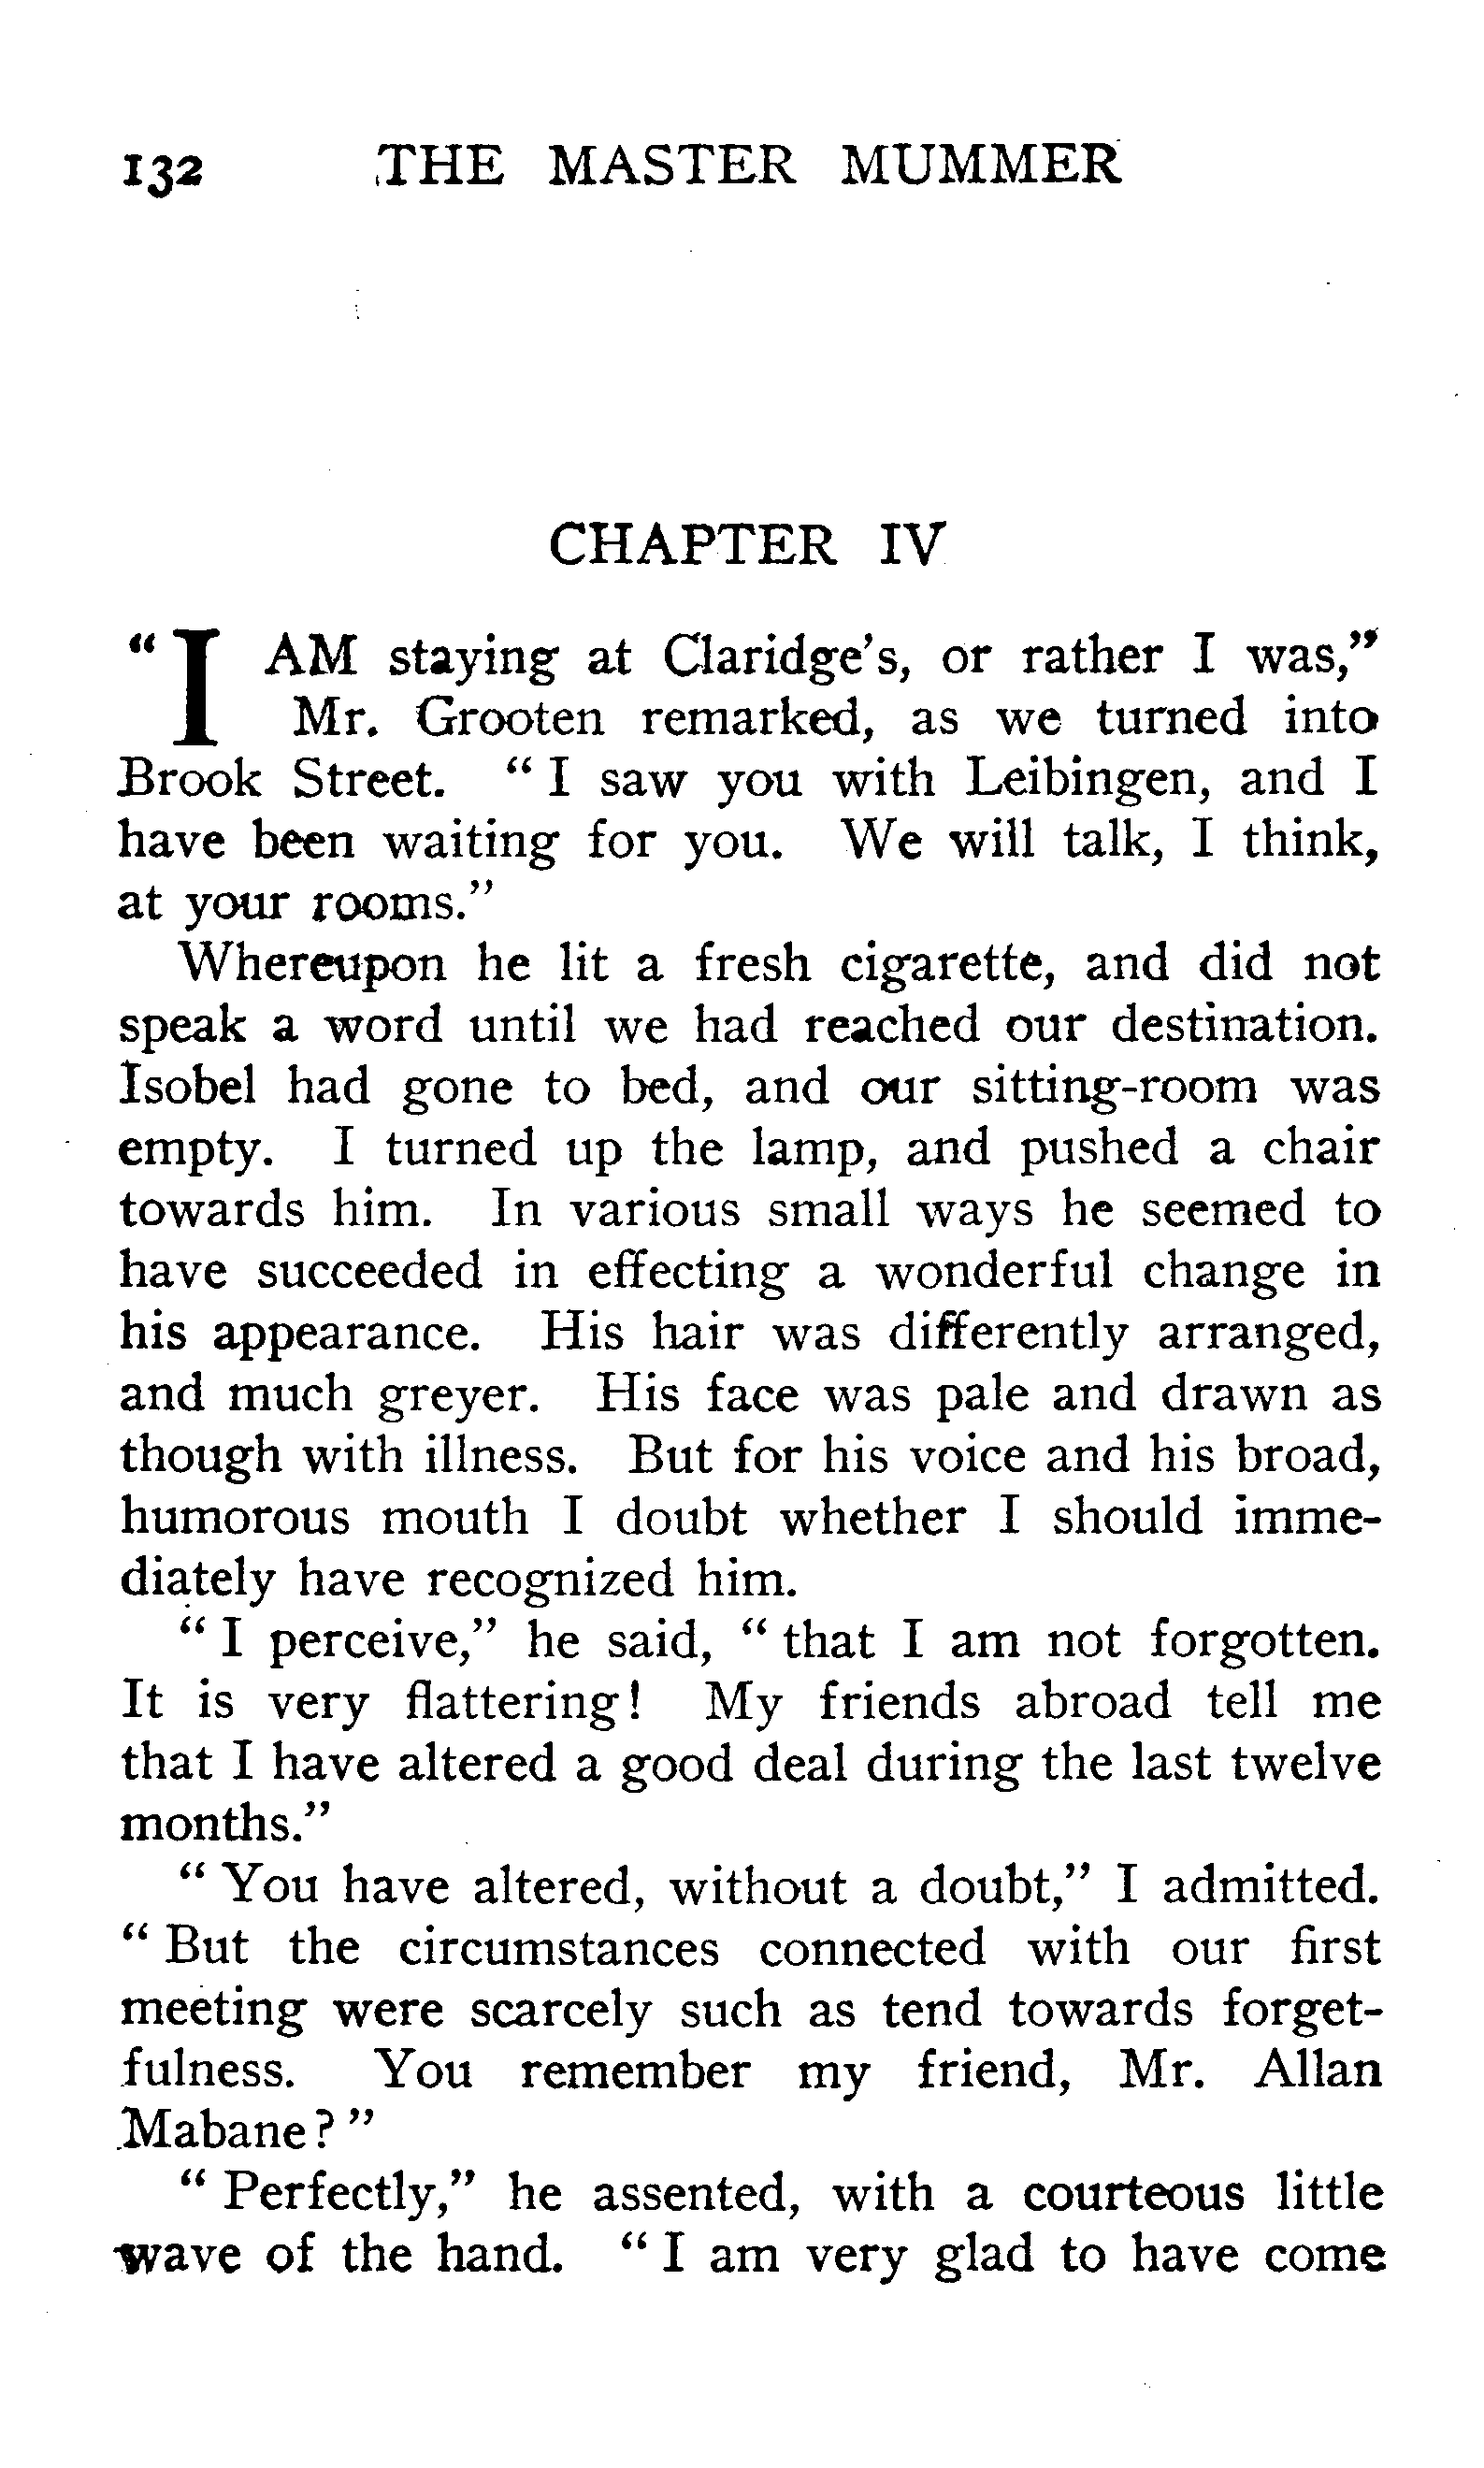 132 THE MASTER MUMMER
CHAPTER IV
“I AM staying at Claridge’s, or rather I was,”
Mr. Grooten remarked, as we turned into
Brook Street. “I saw you with Leibingen, and I
have been waiting for you. We will talk, I think,
at your rooms.”
Whereupon he lit a fresh cigarette, and did not
speak a word until we had reached our destination.
Isobel had gone to bed, and our sitting-room was
empty. I turned up the lamp, and pushed a chair
towards him. In various small ways he seemed to
have succeeded in effecting a wonderful change in
his appearance. His hair was differently arranged,
and much greyer. His face was pale and drawn as
though with illness. But for his voice and his broad,
humorous mouth I doubt whether I should imme-
diately have recognized him.
“I perceive,” he said, “that I am not forgotten.
It is very flattering! My friends abroad tell me
that I have altered a good deal during the last twelve
months.”
“You have altered, without a doubt,” I admitted.
“But the circumstances connected with our first
meeting were scarcely such as tend towards forget-
fulness. You remember my friend, Mr. Allan
Mabane?”
“Perfectly,” he assented, with a courteous little
wave of the hand. “I am very glad to have come